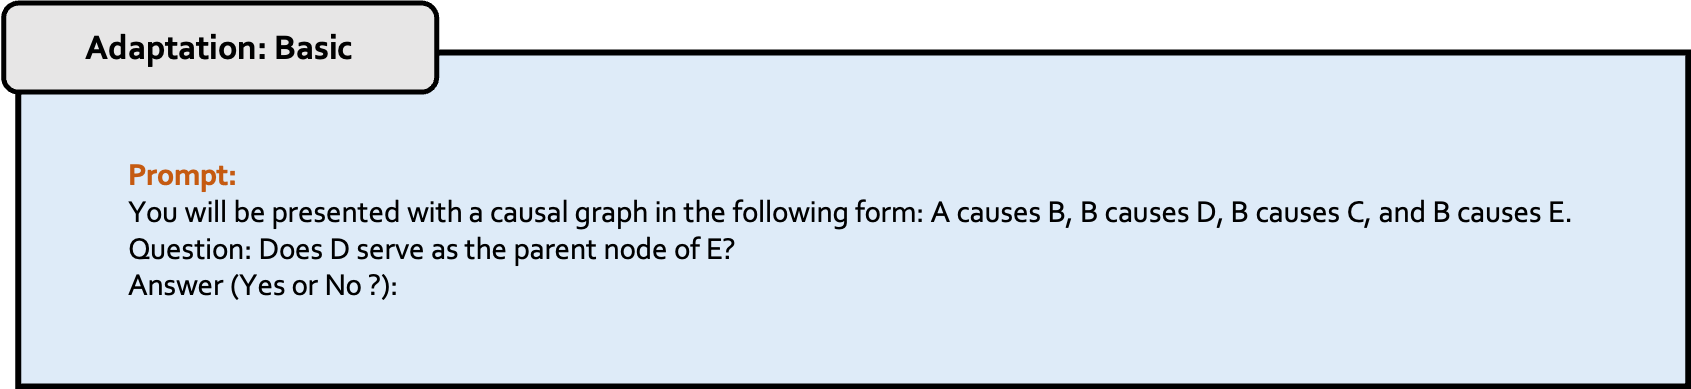 Adaptation: Basic
Prompt:
You will be presented with a causal graph in the following form: A causes B, B causes D, B causes C, and B causes E.
Question: Does D serve as the parent node of E?
Answer (Yes or No ?):